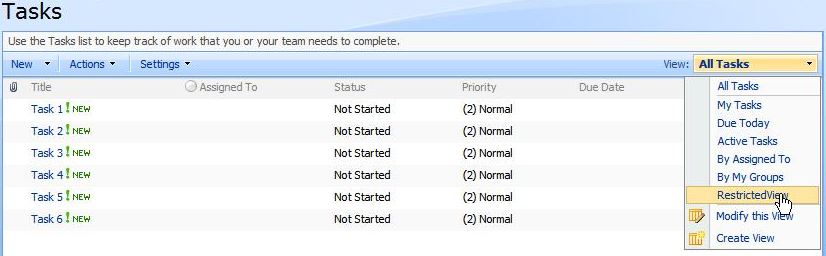 Tasks
Use the Tasks list to keep track of work that you or your team needs to complete.
New Actions Settings View: All Tasks
Title Assigned To Status Priority Due Date
Task 1 ! NEW Not Started (2) Normal
Task 2 ! NEW Not Started (2) Normal
Task 3 ! NEW Not Started (2) Normal
Task 4 ! NEW Not Started (2) Normal
Task 5 ! NEW Not Started (2) Normal
Task 6 ! NEW Not Started (2) Normal
All Tasks
My Tasks
Due Today
Active Tasks
By Assigned To
By My Groups
RestrictedView
Modify this View
Create View